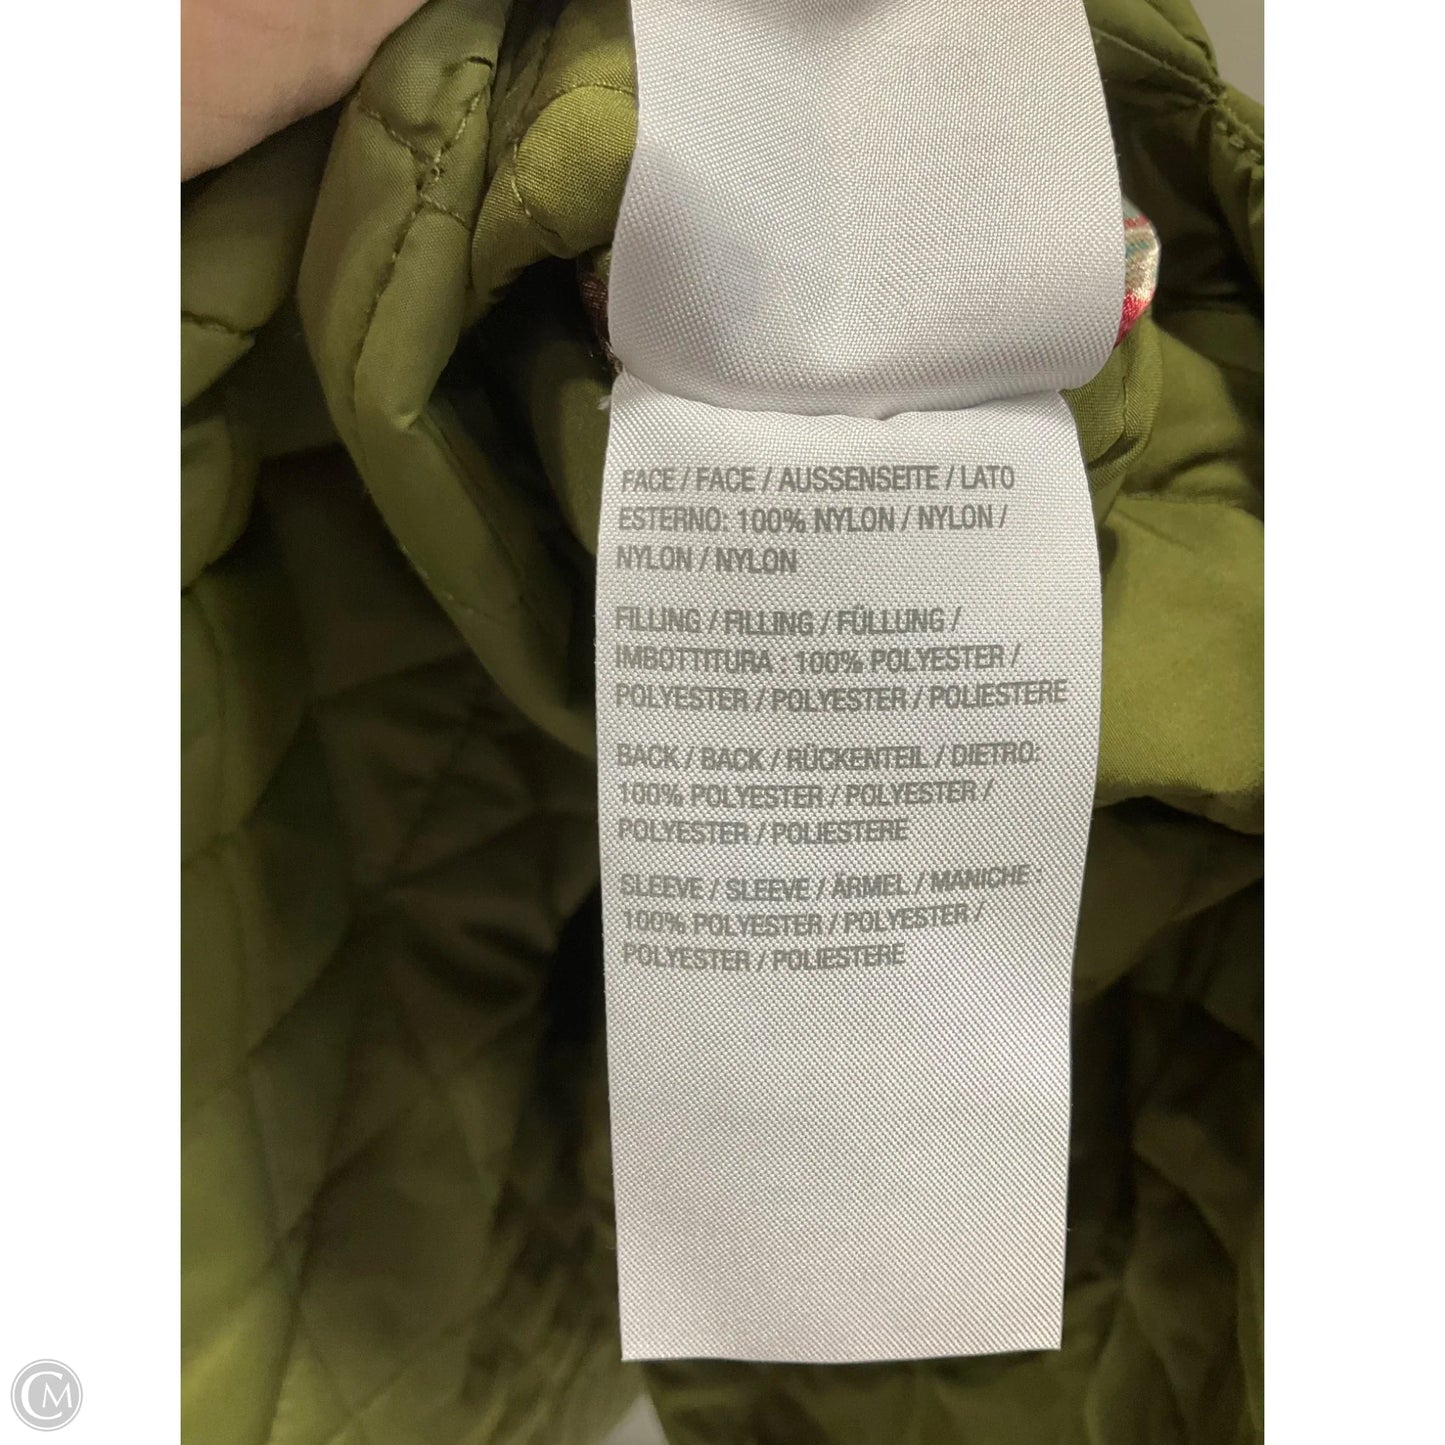 FACE / FACE / AUSSENSEITE / LATO
ESTERNO: 100% NYLON / NYLON /
NYLON / NYLON
FILLING / FILLING / FÜLLUNG /
IMBOTTITURA : 100% POLYESTER /
POLYESTER / POLYESTER / POLIESTERE
BACK / BACK / RÜCKENTEIL / DIETRO:
100% POLYESTER / POLYESTER /
POLYESTER / POLIESTERE
SLEEVE / SLEEVE / ÄRMEL / MANICHE :
100% POLYESTER / POLYESTER /
POLYESTER / POLIESTERE
CM